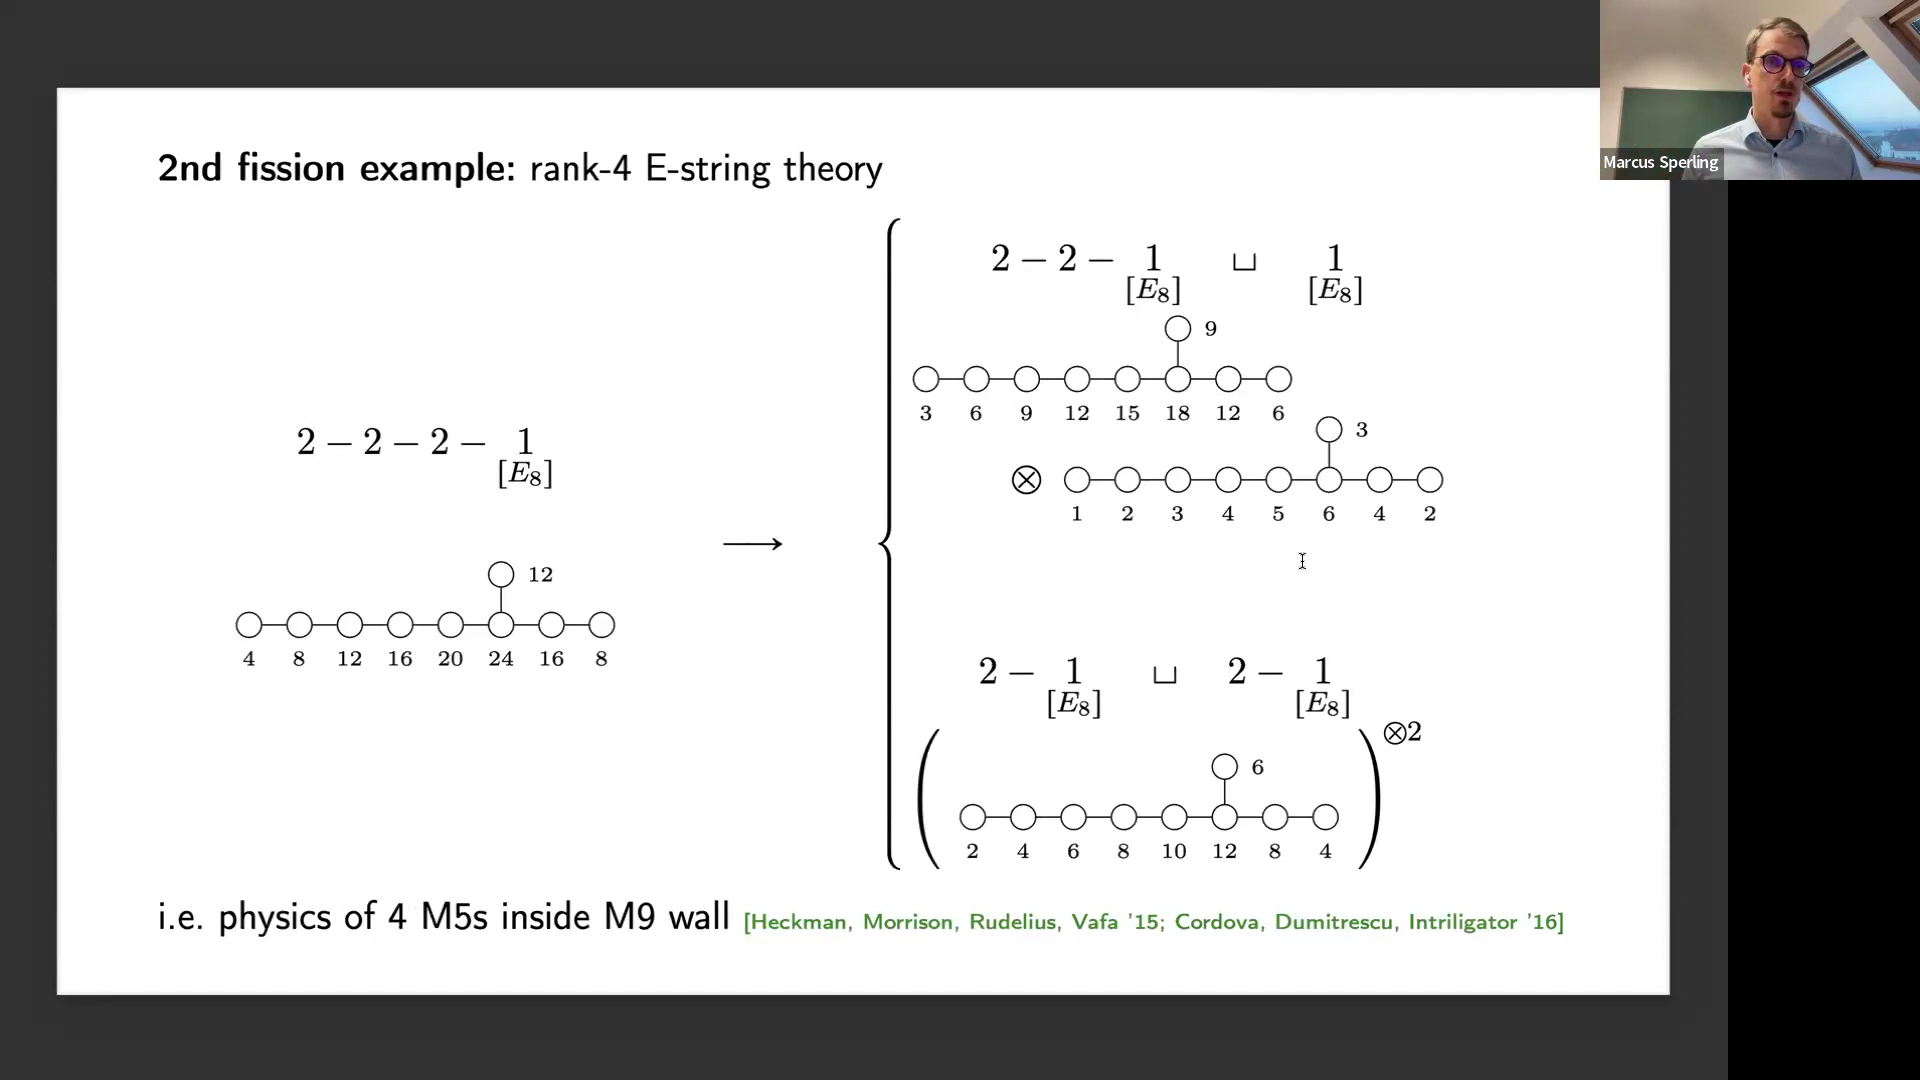 Marcus Sperling
2nd fission example: rank-4 E-string theory
2 − 2 − 2 − 1
[E₈]
12
4 8 12 16 20 24 16 8
⟶
2 − 2 − 1 ⊔ 1
[E₈] [E₈]
9
3 6 9 12 15 18 12 6
3
⊗
1 2 3 4 5 6 4 2
2 − 1 ⊔ 2 − 1
[E₈] [E₈]
⊗2
6
2 4 6 8 10 12 8 4
i.e. physics of 4 M5s inside M9 wall [Heckman, Morrison, Rudelius, Vafa '15; Cordova, Dumitrescu, Intriligator '16]